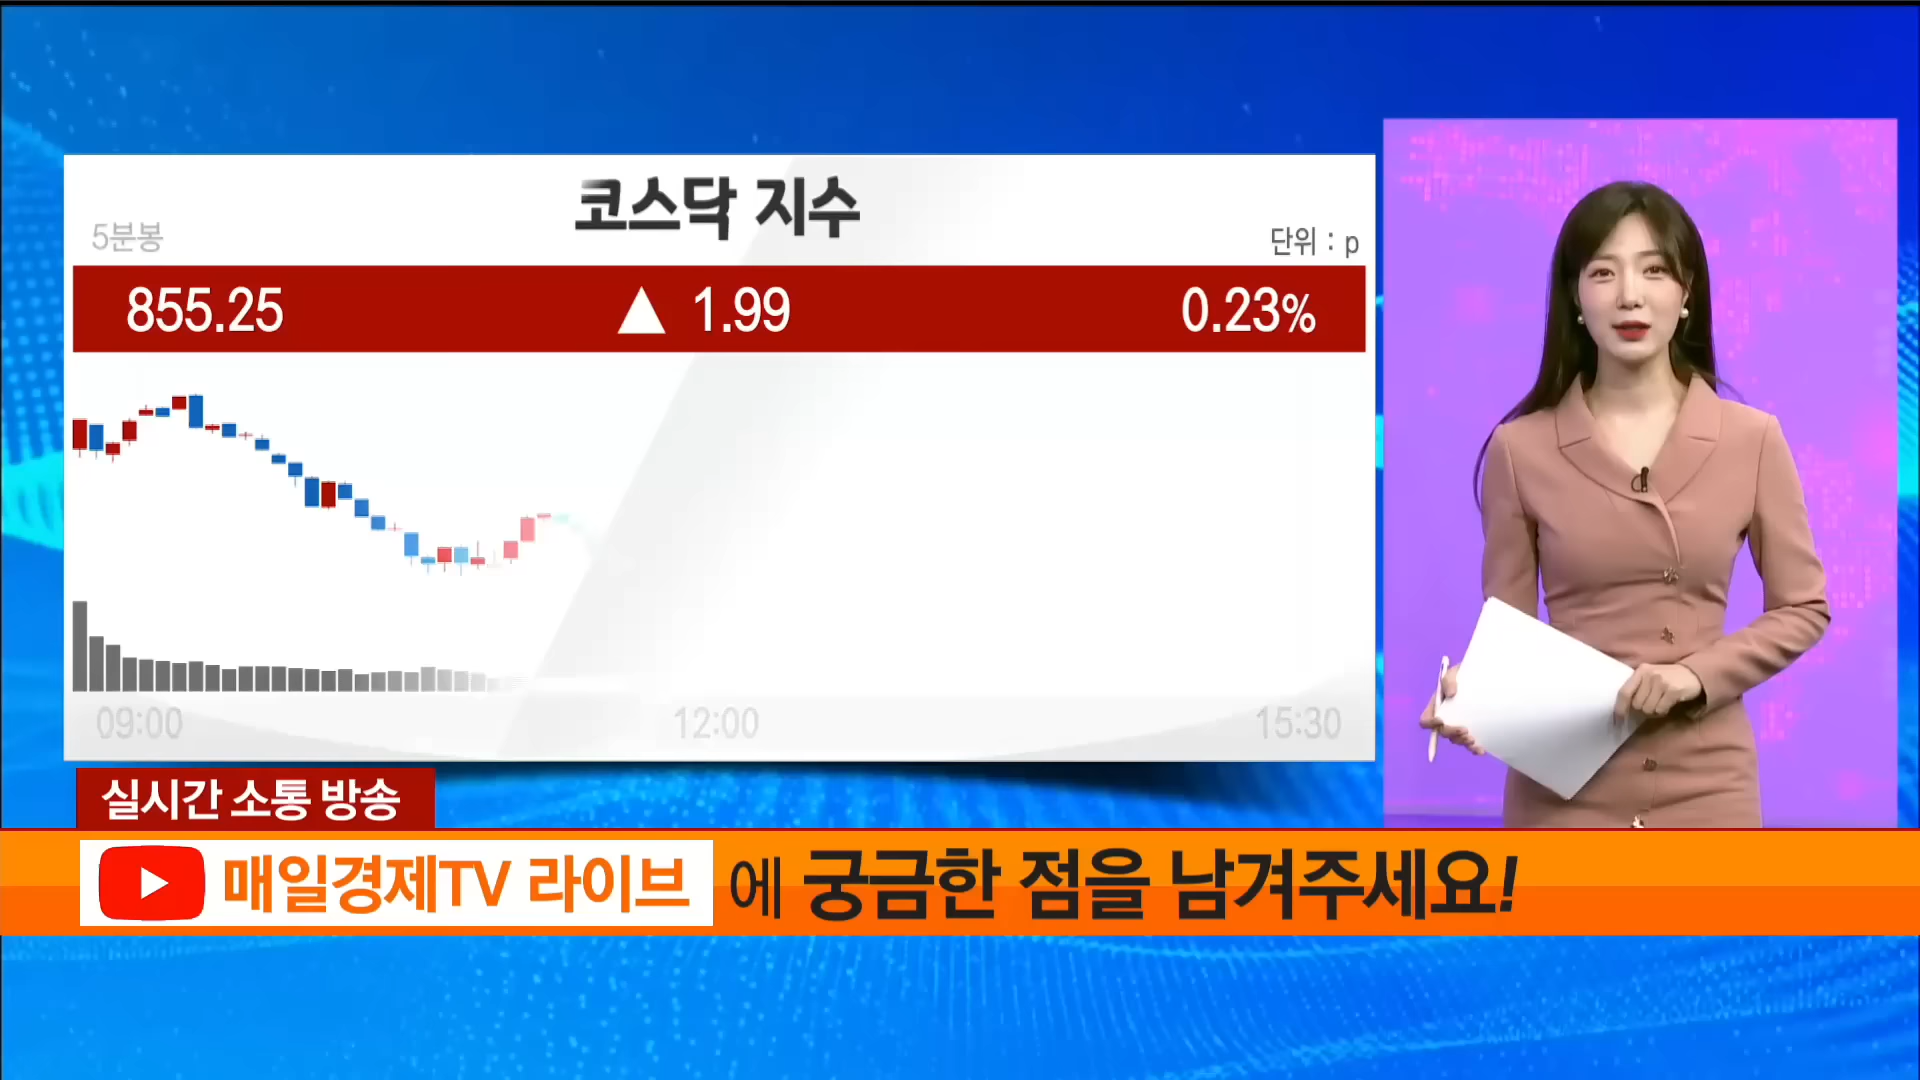 코스닥 지수
5분봉
단위 : p
855.25 ▲ 1.99 0.23%
09:00 12:00 15:30
실시간 소통 방송
매일경제TV 라이브 에 궁금한 점을 남겨주세요!